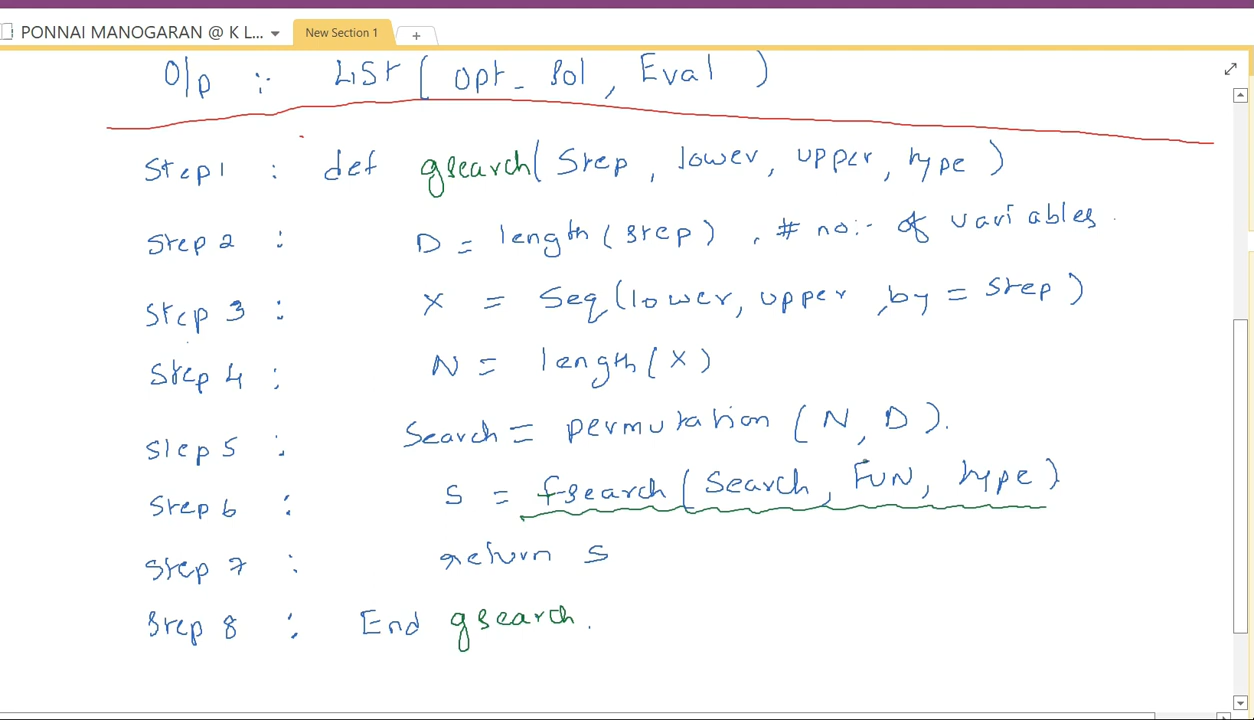 PONNAI MANOGARAN @ K L...
New Section 1
+
O/p : LIST ( Opt_Sol , Eval )
Step1 : def gsearch( Step , lower, upper, type )
Step 2 : D = length ( step ) , # no:- of variables .
Step 3 : X = Seq ( lower, upper , by = step )
Step 4 : N = length ( X )
Step 5 : Search = permutation ( N , D ) .
Step 6 : S = fsearch ( Search , FUN , type )
Step 7 : return S
Step 8 : End gsearch .